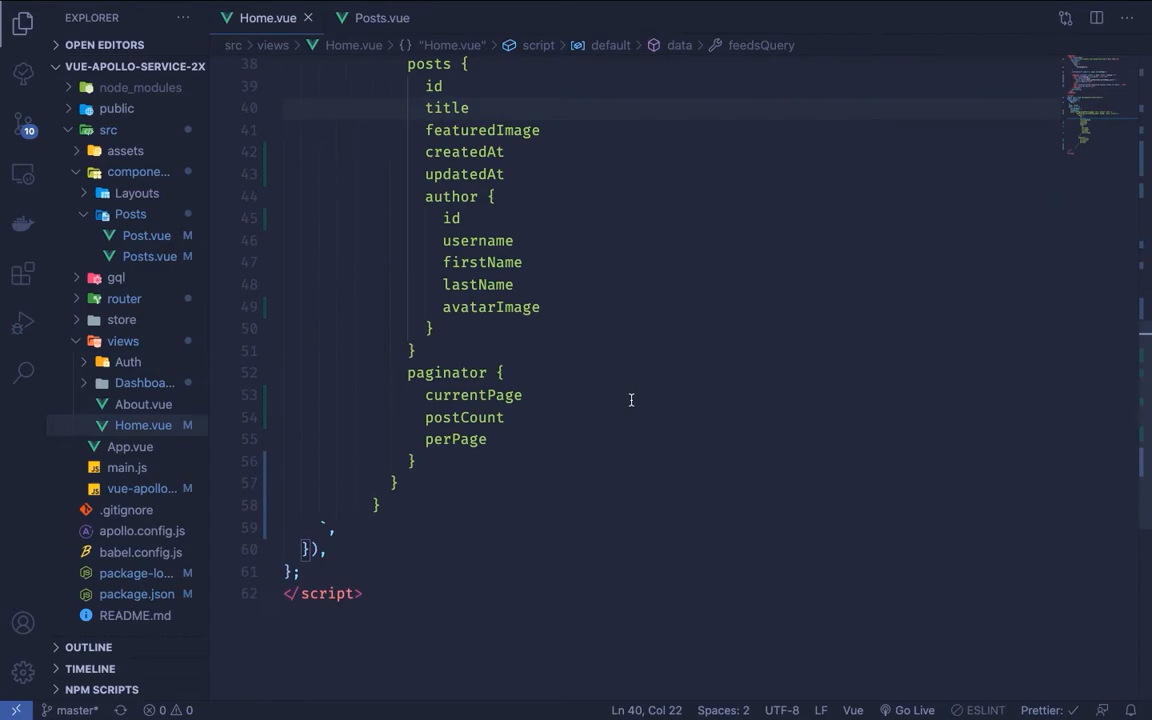 EXPLORER
Home.vue
Posts.vue
OPEN EDITORS
src > views > Home.vue > {} "Home.vue" > script > default > data > feedsQuery
VUE-APOLLO-SERVICE-2X
node_modules
public
src
assets
compone...
Layouts
Posts
Post.vue M
Posts.vue M
gql
router
store
views
Auth
Dashboa...
About.vue
Home.vue M
App.vue
main.js
vue-apollo... M
.gitignore
apollo.config.js
babel.config.js
package-lo... M
package.json M
README.md
OUTLINE
TIMELINE
NPM SCRIPTS
10
38 posts {
39 id
40 title
41 featuredImage
42 createdAt
43 updatedAt
44 author {
45 id
46 username
47 firstName
48 lastName
49 avatarImage
50 }
51 }
52 paginator {
53 currentPage
54 postCount
55 perPage
56 }
57 }
58 }
59 `,
60 }),
61 };
62 </script>
master* 0 0 Ln 40, Col 22 Spaces: 2 UTF-8 LF Vue Go Live ESLINT Prettier: ✓